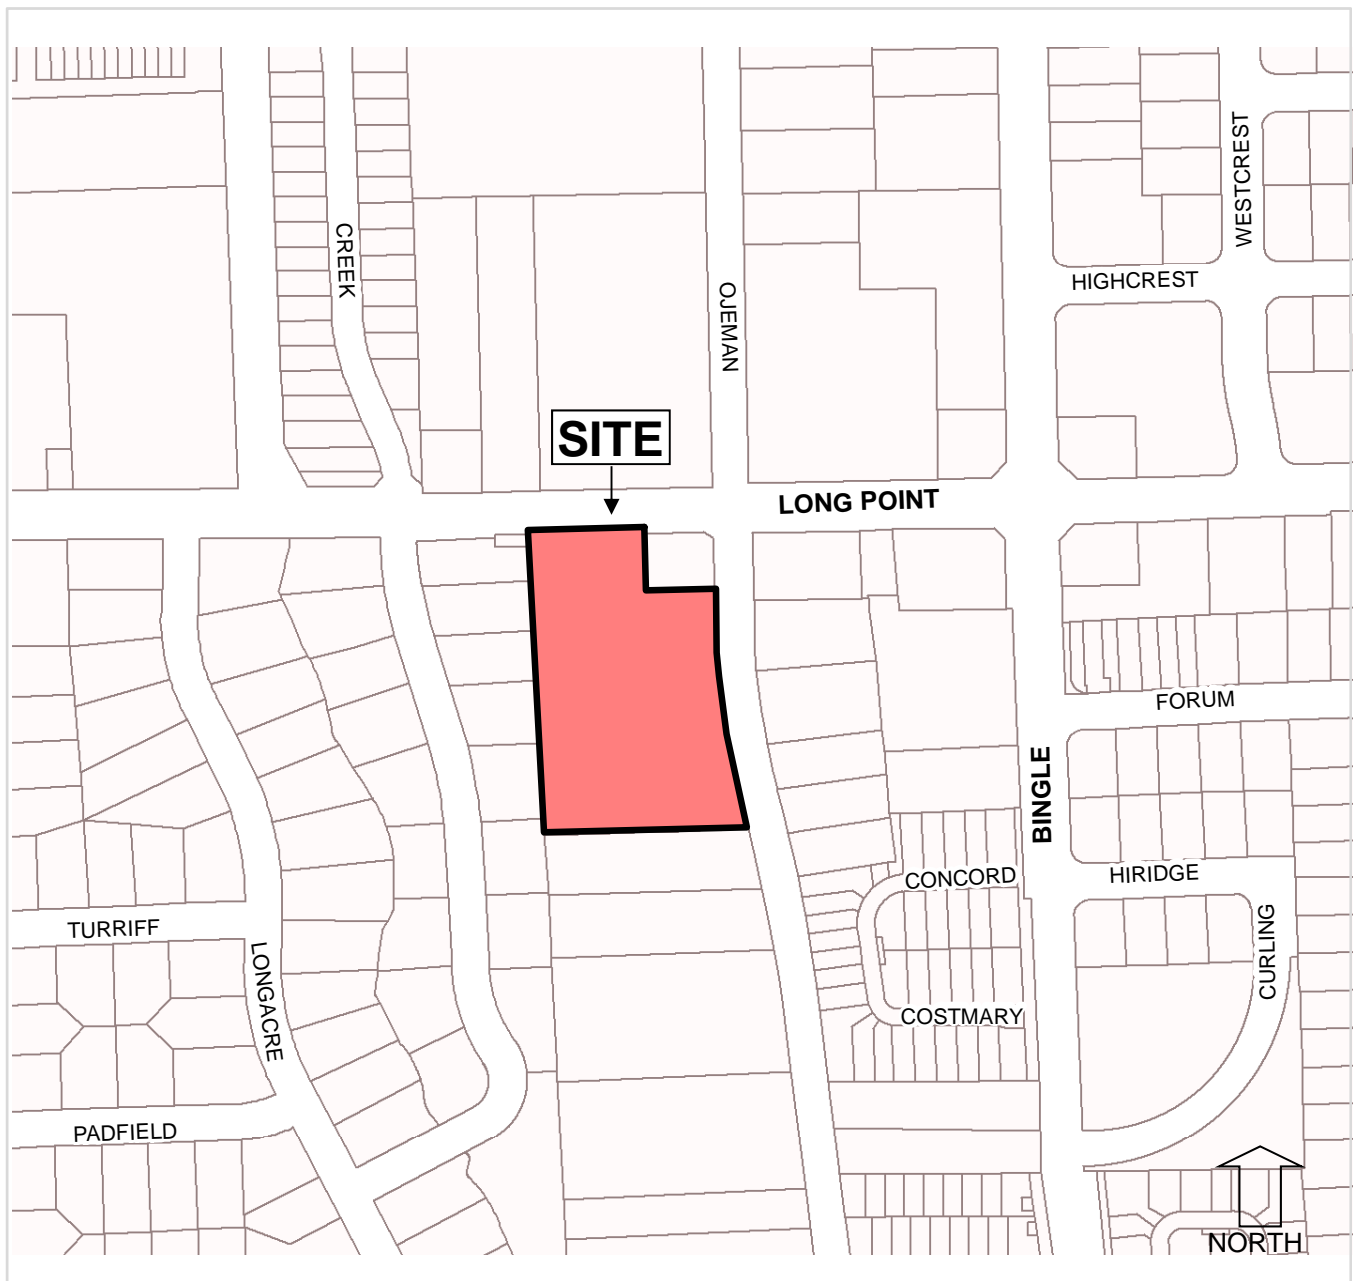 WESTCREST
CREEK
HIGHCREST
OJEMAN
SITE
LONG POINT
FORUM
BINGLE
HIRIDGE
CONCORD
CURLING
TURRIFF
LONGACRE
COSTMARY
PADFIELD
NORTH